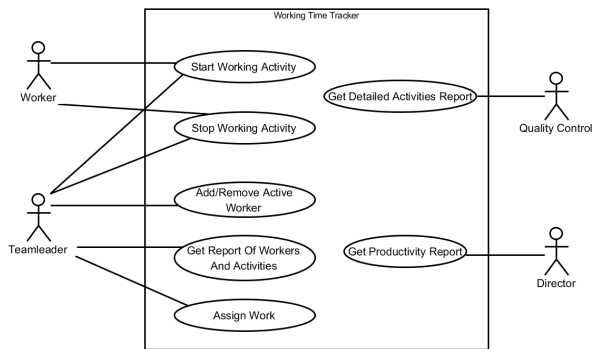 Working Time Tracker
Start Working Activity
Worker
Get Detailed Activities Report
Quality Control
Stop Working Activity
Add/Remove Active
Worker
Teamleader
Get Report Of Workers
And Activities
Get Productivity Report
Director
Assign Work